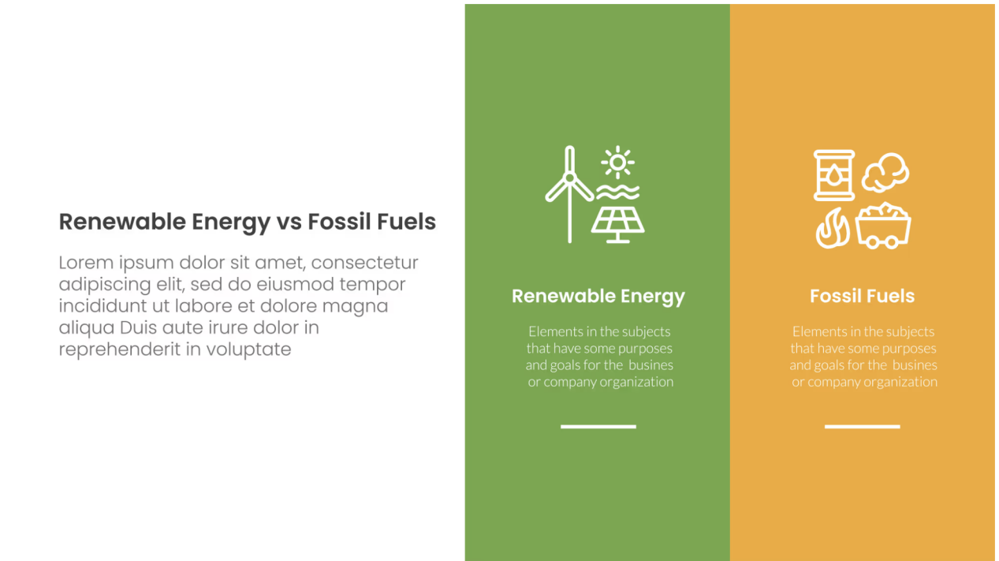 Renewable Energy vs Fossil Fuels
Lorem ipsum dolor sit amet, consectetur
adipiscing elit, sed do eiusmod tempor
incididunt ut labore et dolore magna
aliqua Duis aute irure dolor in
reprehenderit in voluptate
Renewable Energy
Elements in the subjects
that have some purposes
and goals for the  busines
or company organization
Fossil Fuels
Elements in the subjects
that have some purposes
and goals for the  busines
or company organization